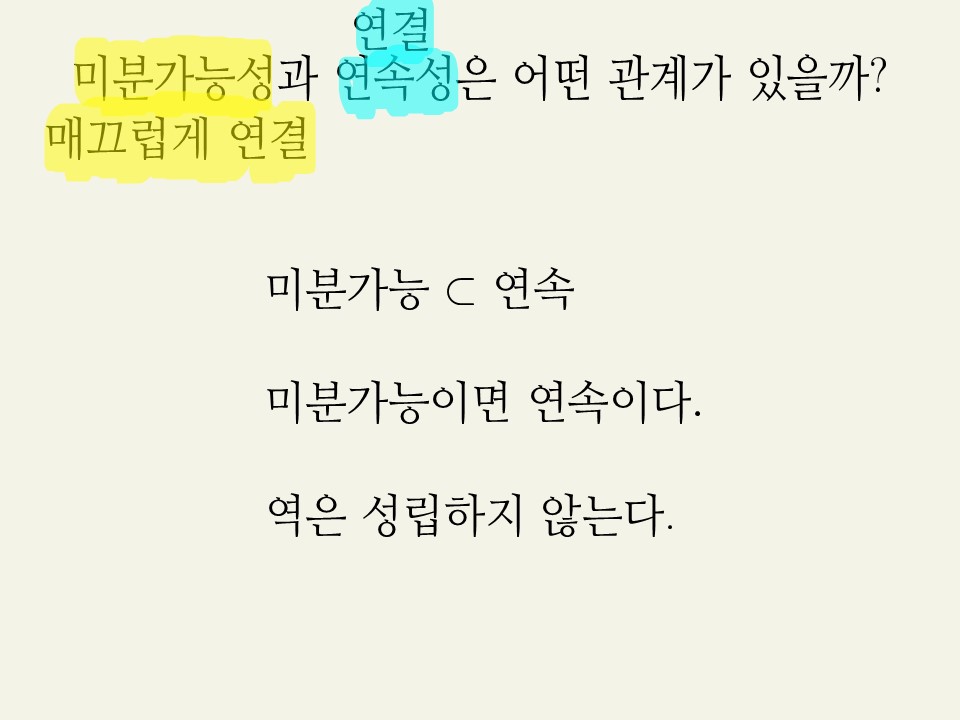 연결
미분가능성과 연속성은 어떤 관계가 있을까?
매끄럽게 연결
미분가능 ⊂ 연속
미분가능이면 연속이다.
역은 성립하지 않는다.